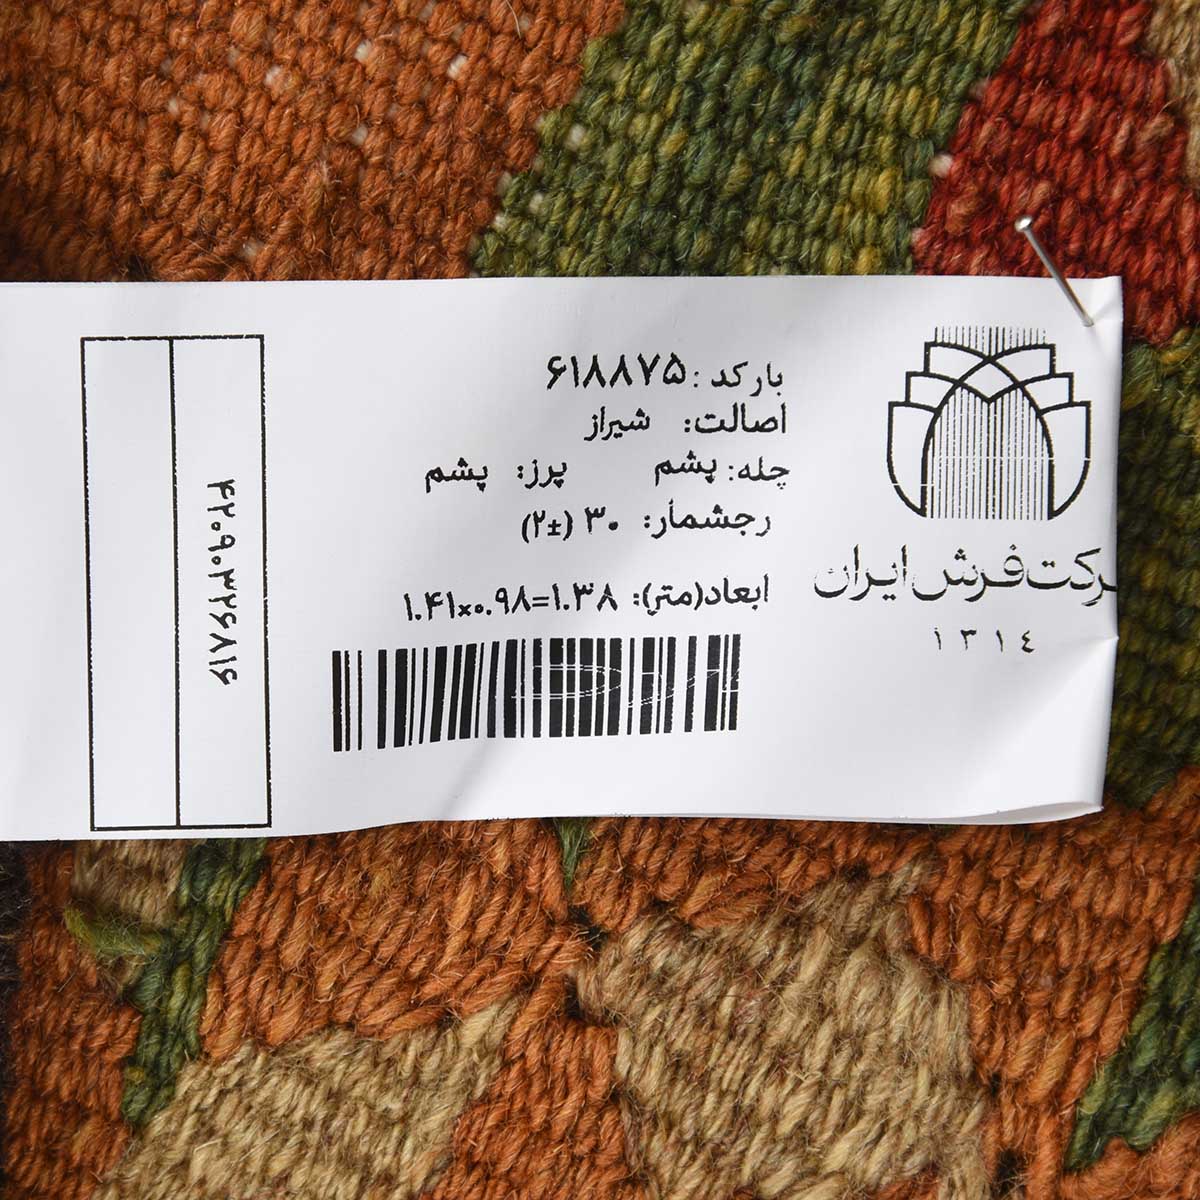 بارکد: ۶۱۸۸۷۵
اصالت: شیراز
چله: پشم پرز: پشم
رجشمار: ۳۰ (±۲)
ابعاد(متر): ۱.۴۱×۰.۹۸=۱.۳۸
شرکت فرش ایران
١٣١٤
۴۲۰۹۰۳۲۶۸۱۶